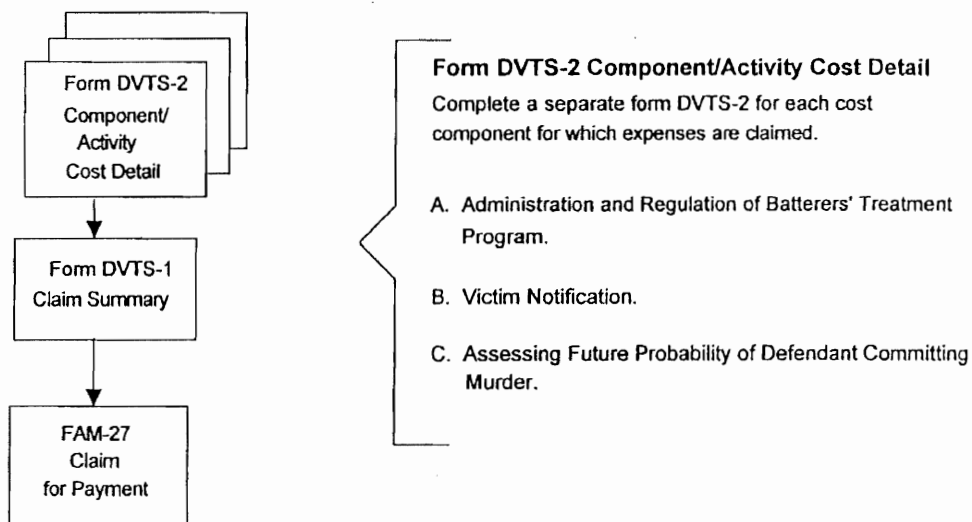 Form DVTS-2
Component/
Activity
Cost Detail
Form DVTS-1
Claim Summary
FAM-27
Claim
for Payment
Form DVTS-2 Component/Activity Cost Detail
Complete a separate form DVTS-2 for each cost
component for which expenses are claimed.
A. Administration and Regulation of Batterers' Treatment
Program.
B. Victim Notification.
C. Assessing Future Probability of Defendant Committing
Murder.